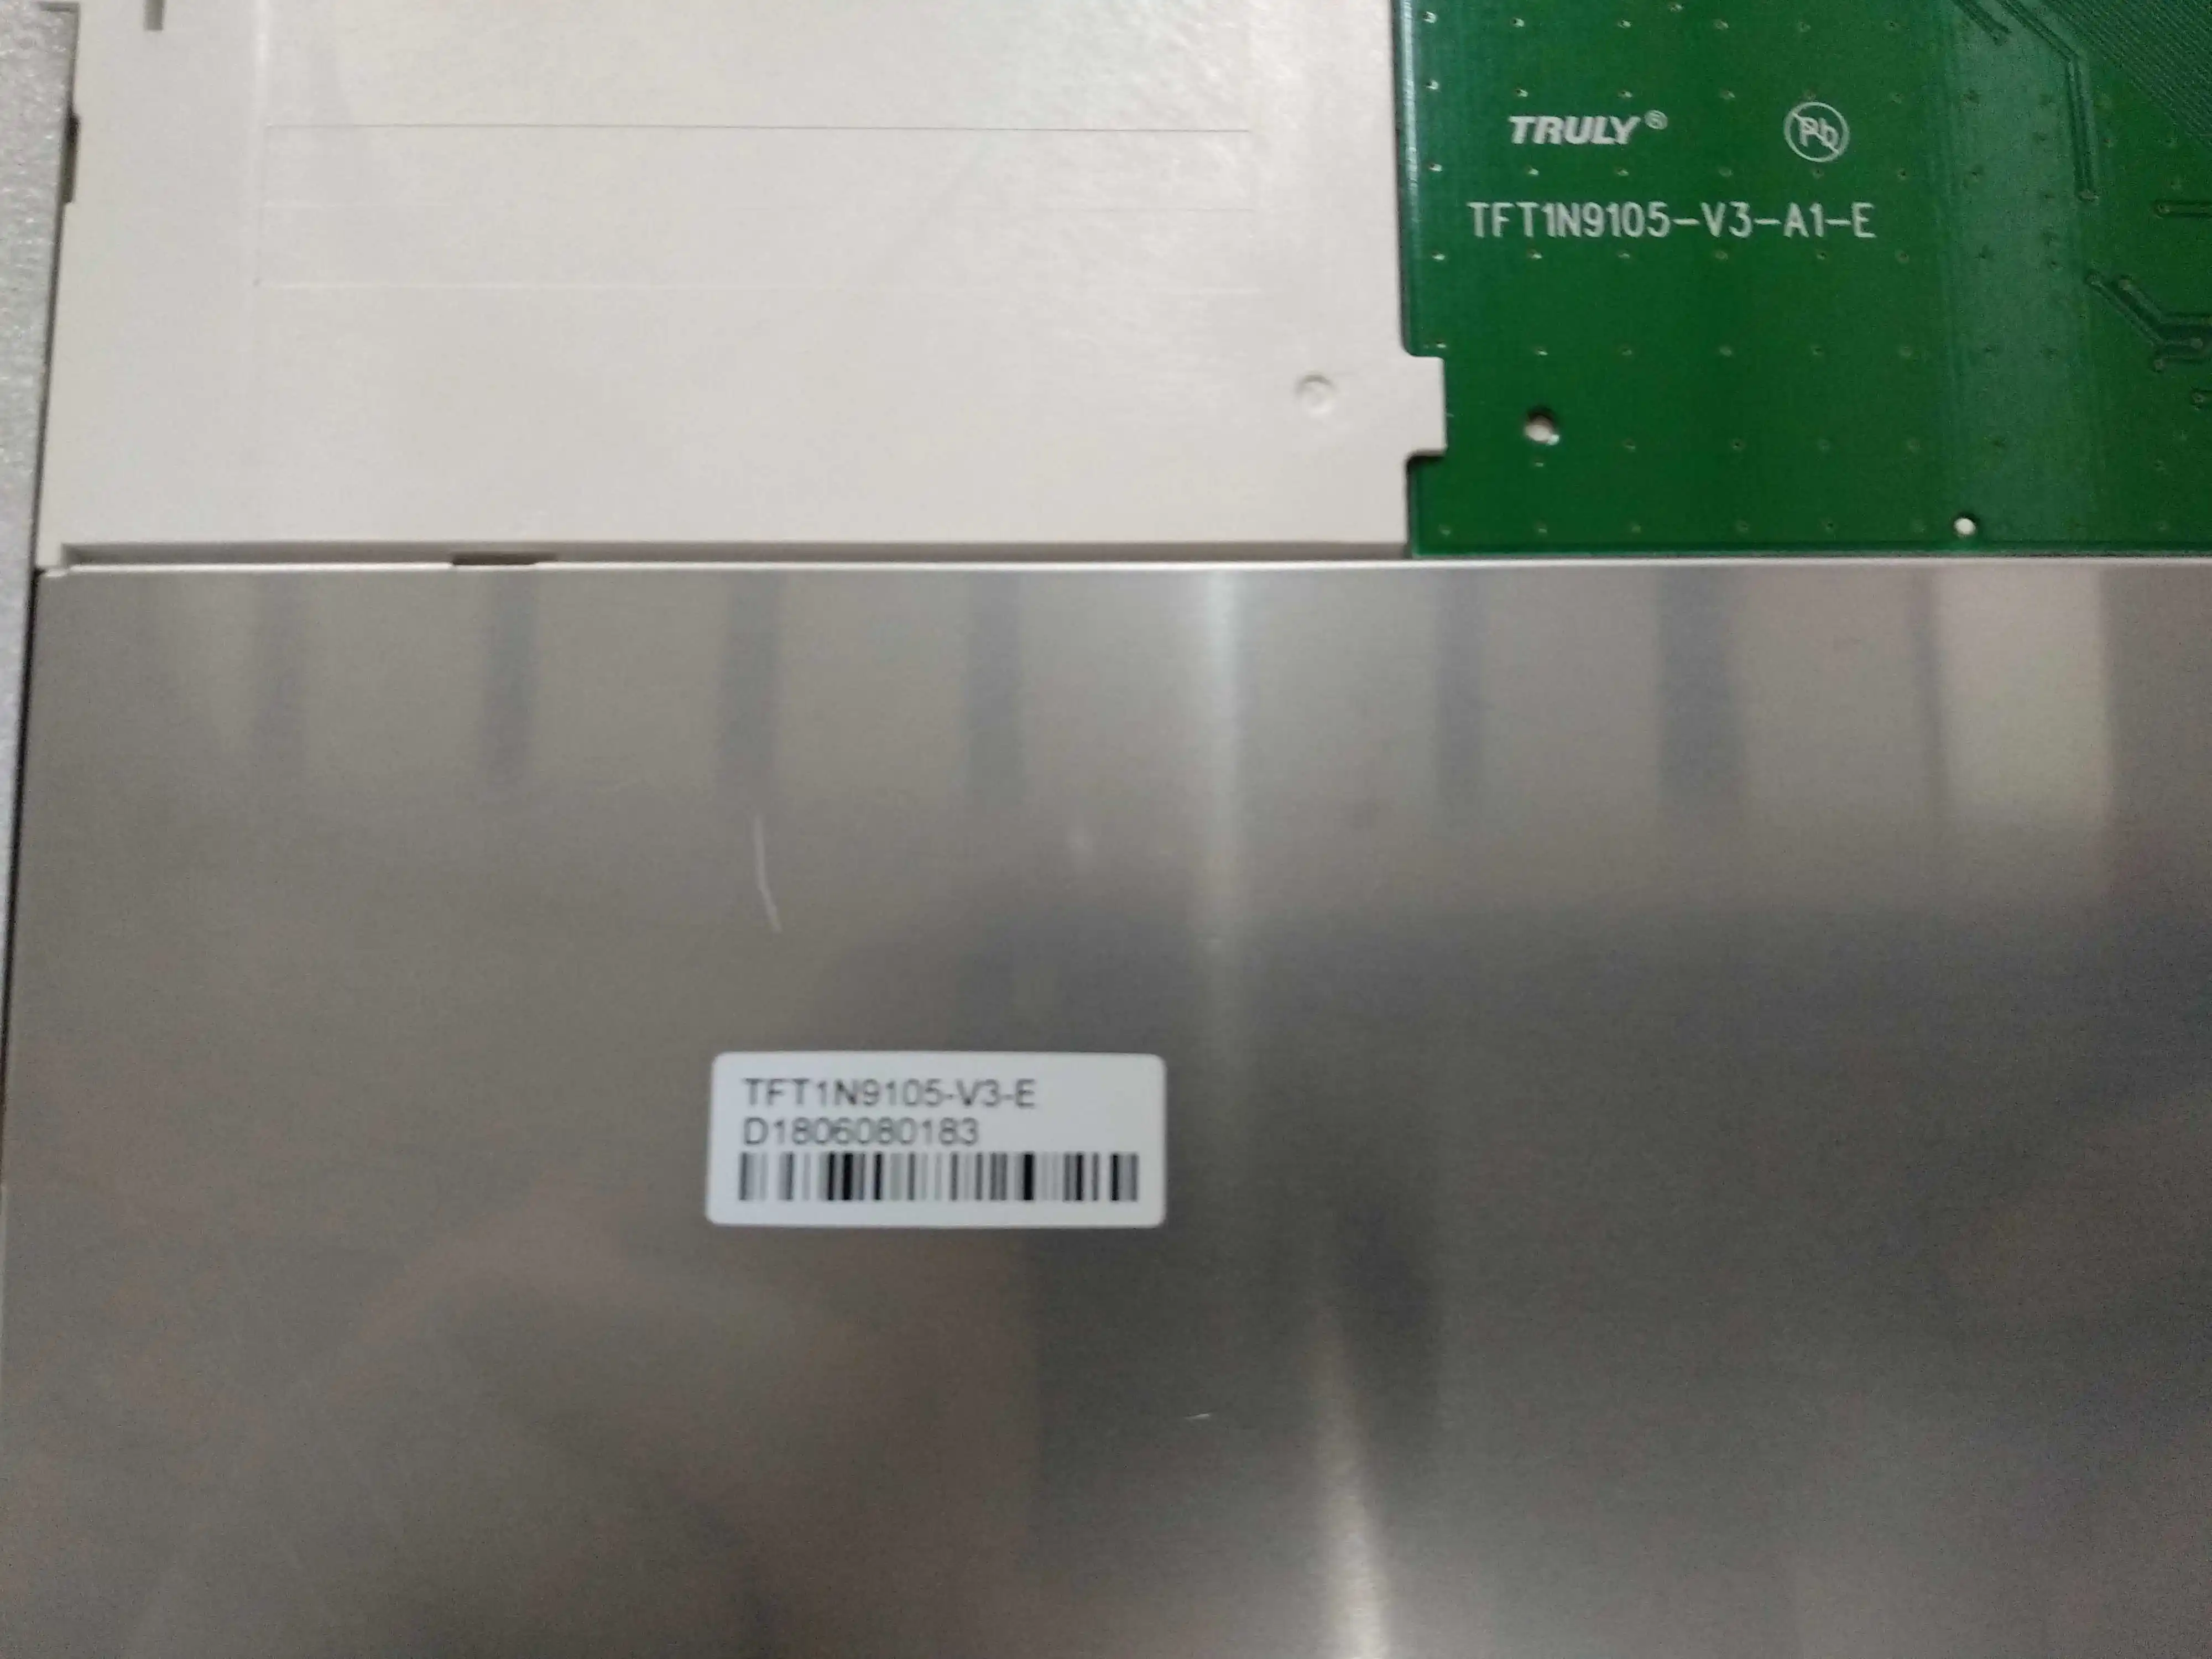 TRULY® Pb
TFT1N9105-V3-A1-E
TFT1N9105-V3-E
D1806080183